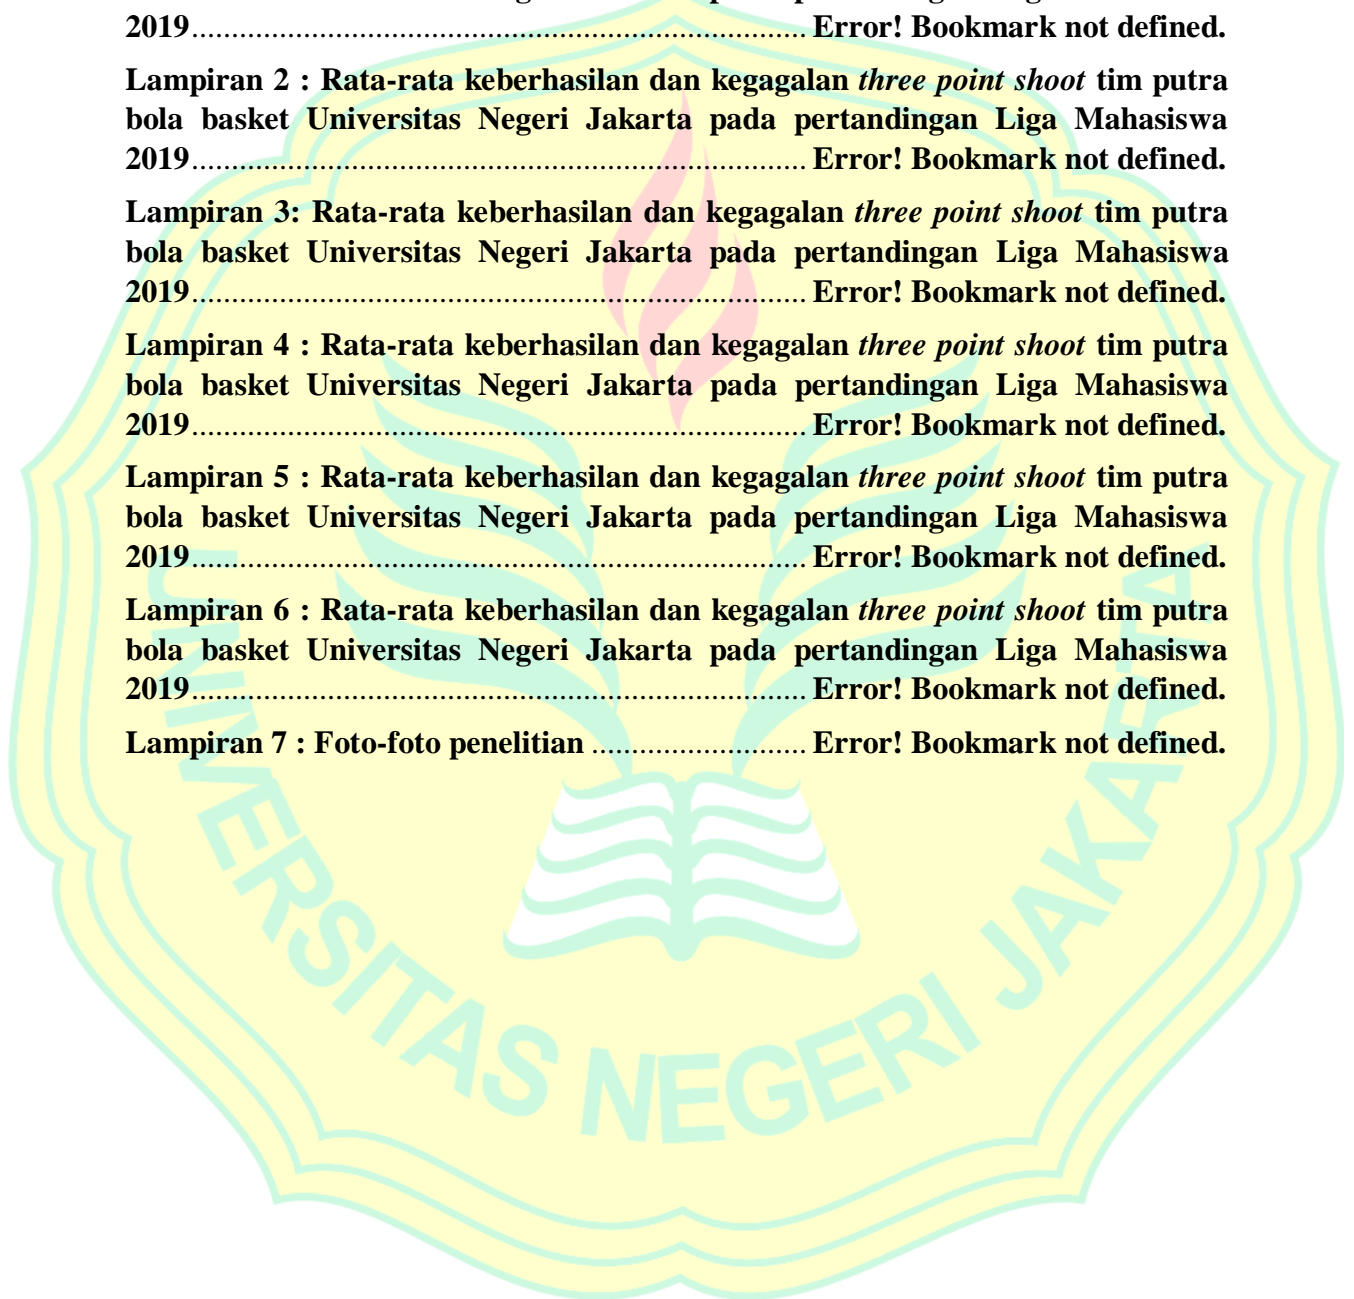 2019........................................................................... Error! Bookmark not defined.
Lampiran 2 : Rata-rata keberhasilan dan kegagalan three point shoot tim putra
bola basket Universitas Negeri Jakarta pada pertandingan Liga Mahasiswa
2019........................................................................... Error! Bookmark not defined.
Lampiran 3: Rata-rata keberhasilan dan kegagalan three point shoot tim putra
bola basket Universitas Negeri Jakarta pada pertandingan Liga Mahasiswa
2019........................................................................... Error! Bookmark not defined.
Lampiran 4 : Rata-rata keberhasilan dan kegagalan three point shoot tim putra
bola basket Universitas Negeri Jakarta pada pertandingan Liga Mahasiswa
2019........................................................................... Error! Bookmark not defined.
Lampiran 5 : Rata-rata keberhasilan dan kegagalan three point shoot tim putra
bola basket Universitas Negeri Jakarta pada pertandingan Liga Mahasiswa
2019........................................................................... Error! Bookmark not defined.
Lampiran 6 : Rata-rata keberhasilan dan kegagalan three point shoot tim putra
bola basket Universitas Negeri Jakarta pada pertandingan Liga Mahasiswa
2019........................................................................... Error! Bookmark not defined.
Lampiran 7 : Foto-foto penelitian .......................... Error! Bookmark not defined.
UNIVERSITAS NEGERI JAKARTA